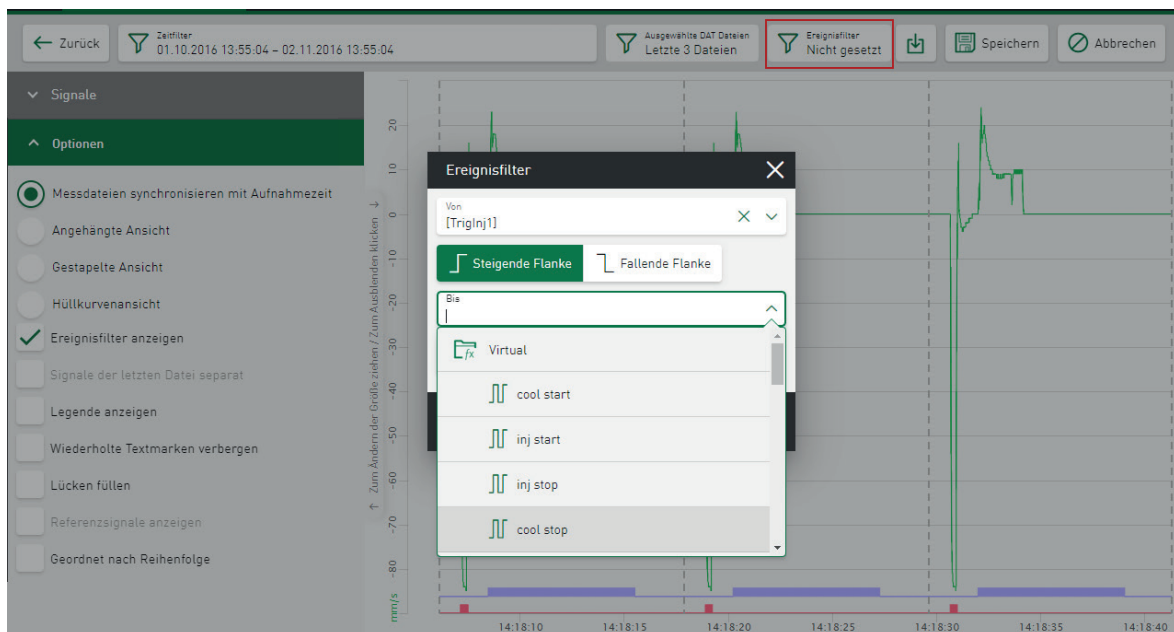 Zurück
Zeitfilter
01.10.2016 13:55:04 – 02.11.2016 13:55:04
Ausgewählte DAT Dateien
Letzte 3 Dateien
Ereignisfilter
Nicht gesetzt
Speichern
Abbrechen
Signale
Optionen
Messdateien synchronisieren mit Aufnahmezeit
Angehängte Ansicht
Gestapelte Ansicht
Hüllkurvenansicht
Ereignisfilter anzeigen
Signale der letzten Datei separat
Legende anzeigen
Wiederholte Textmarken verbergen
Lücken füllen
Referenzsignale anzeigen
Geordnet nach Reihenfolge
↑ Zum Ändern der Größe ziehen / Zum Ausblenden klicken ↓
20
10
0
-10
-20
-30
-40
-50
-60
-70
-80
mm/s
Ereignisfilter
Von
[TrigInj1]
Steigende Flanke
Fallende Flanke
Bis
fx Virtual
cool start
inj start
inj stop
cool stop
14:18:10
14:18:15
14:18:20
14:18:25
14:18:30
14:18:35
14:18:40